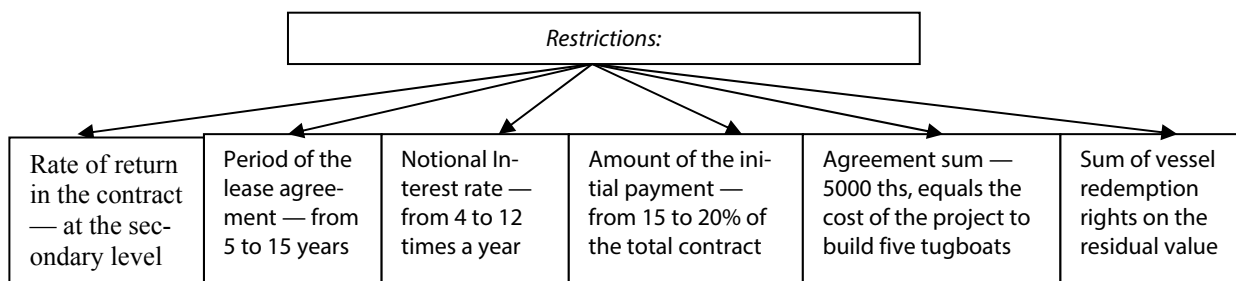 Restrictions:
Rate of return
in the contract
— at the sec-
ondary level
Period of the
lease agree-
ment — from
5 to 15 years
Notional In-
terest rate —
from 4 to 12
times a year
Amount of the ini-
tial payment —
from 15 to 20% of
the total contract
Agreement sum —
5000 ths, equals the
cost of the project to
build five tugboats
Sum of vessel
redemption
rights on the
residual value